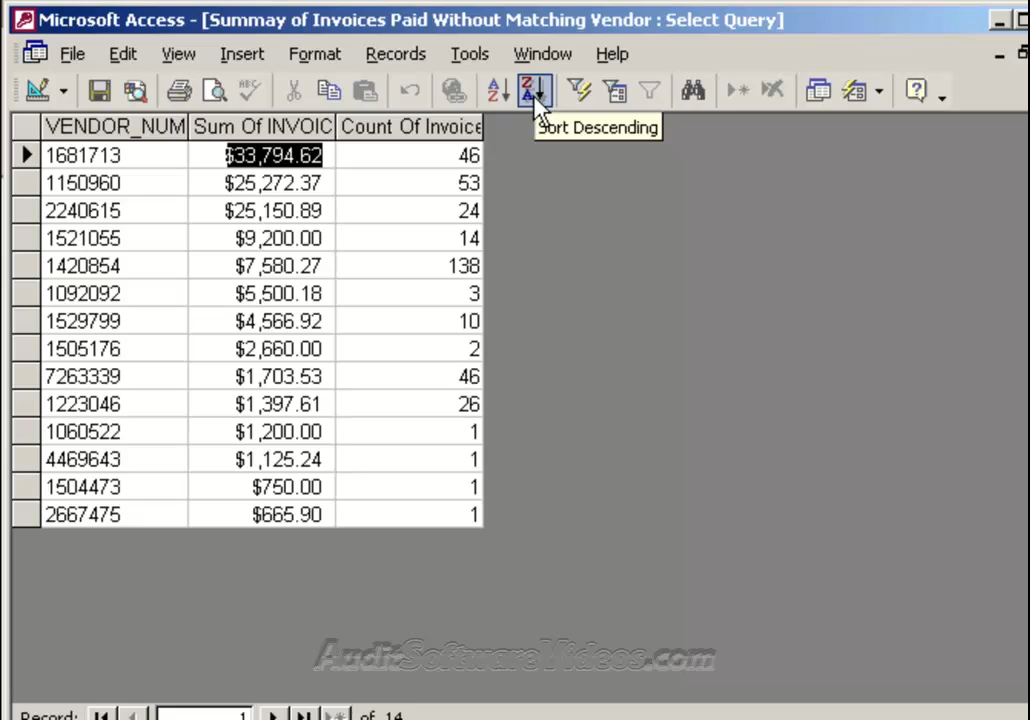 Microsoft Access - [Summay of Invoices Paid Without Matching Vendor : Select Query]
File Edit View Insert Format Records Tools Window Help
Sort Descending
VENDOR_NUM Sum Of INVOIC Count Of Invoice
1681713 $33,794.62 46
1150960 $25,272.37 53
2240615 $25,150.89 24
1521055 $9,200.00 14
1420854 $7,580.27 138
1092092 $5,500.18 3
1529799 $4,566.92 10
1505176 $2,660.00 2
7263339 $1,703.53 46
1223046 $1,397.61 26
1060522 $1,200.00 1
4469643 $1,125.24 1
1504473 $750.00 1
2667475 $665.90 1
AuditSoftwareVideos.com
Record: 1 of 14